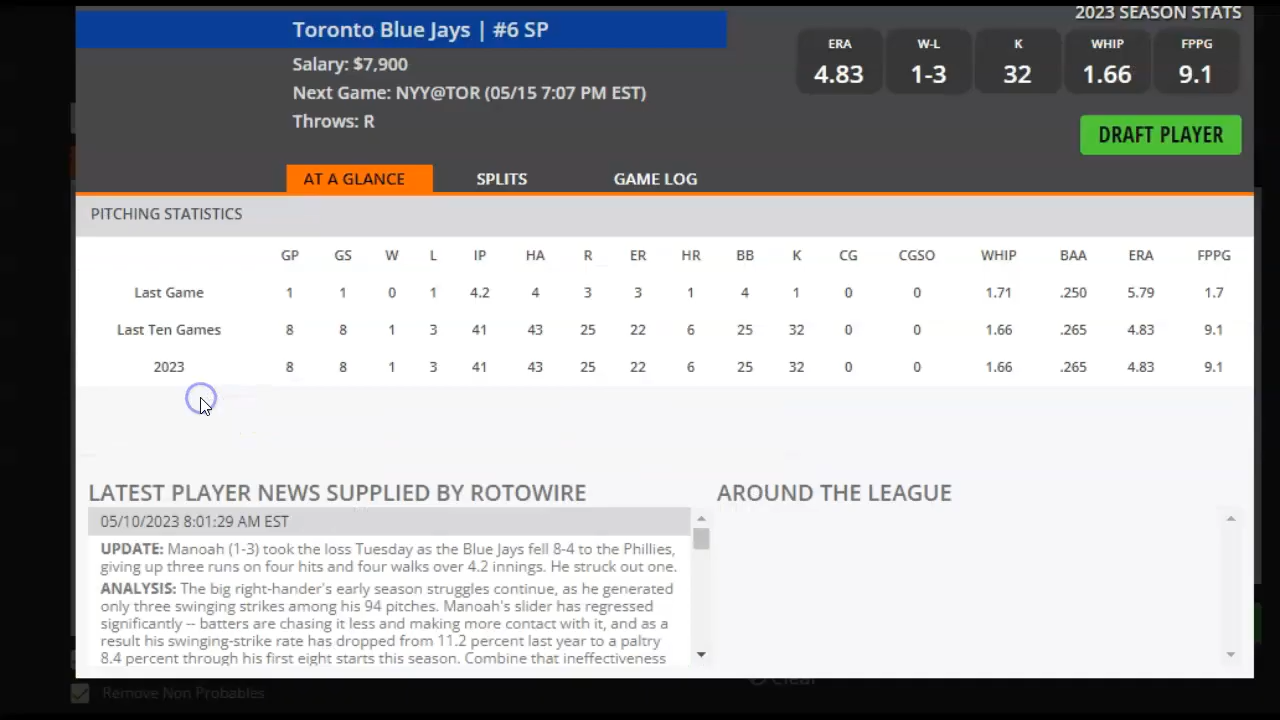 2023 SEASON STATS
Toronto Blue Jays | #6 SP
Salary: $7,900
Next Game: NYY@TOR (05/15 7:07 PM EST)
Throws: R
ERA W-L K WHIP FPPG
4.83 1-3 32 1.66 9.1
DRAFT PLAYER
AT A GLANCE SPLITS GAME LOG
PITCHING STATISTICS
GP GS W L IP HA R ER HR BB K CG CGSO WHIP BAA ERA FPPG
Last Game 1 1 0 1 4.2 4 3 3 1 4 1 0 0 1.71 .250 5.79 1.7
Last Ten Games 8 8 1 3 41 43 25 22 6 25 32 0 0 1.66 .265 4.83 9.1
2023 8 8 1 3 41 43 25 22 6 25 32 0 0 1.66 .265 4.83 9.1
LATEST PLAYER NEWS SUPPLIED BY ROTOWIRE
05/10/2023 8:01:29 AM EST
UPDATE: Manoah (1-3) took the loss Tuesday as the Blue Jays fell 8-4 to the Phillies,
giving up three runs on four hits and four walks over 4.2 innings. He struck out one.
ANALYSIS: The big right-hander's early season struggles continue, as he generated
only three swinging strikes among his 94 pitches. Manoah's slider has regressed
significantly -- batters are chasing it less and making more contact with it, and as a
result his swinging-strike rate has dropped from 11.2 percent last year to a paltry
8.4 percent through his first eight starts this season. Combine that ineffectiveness
AROUND THE LEAGUE
Clear
Remove Non Probables